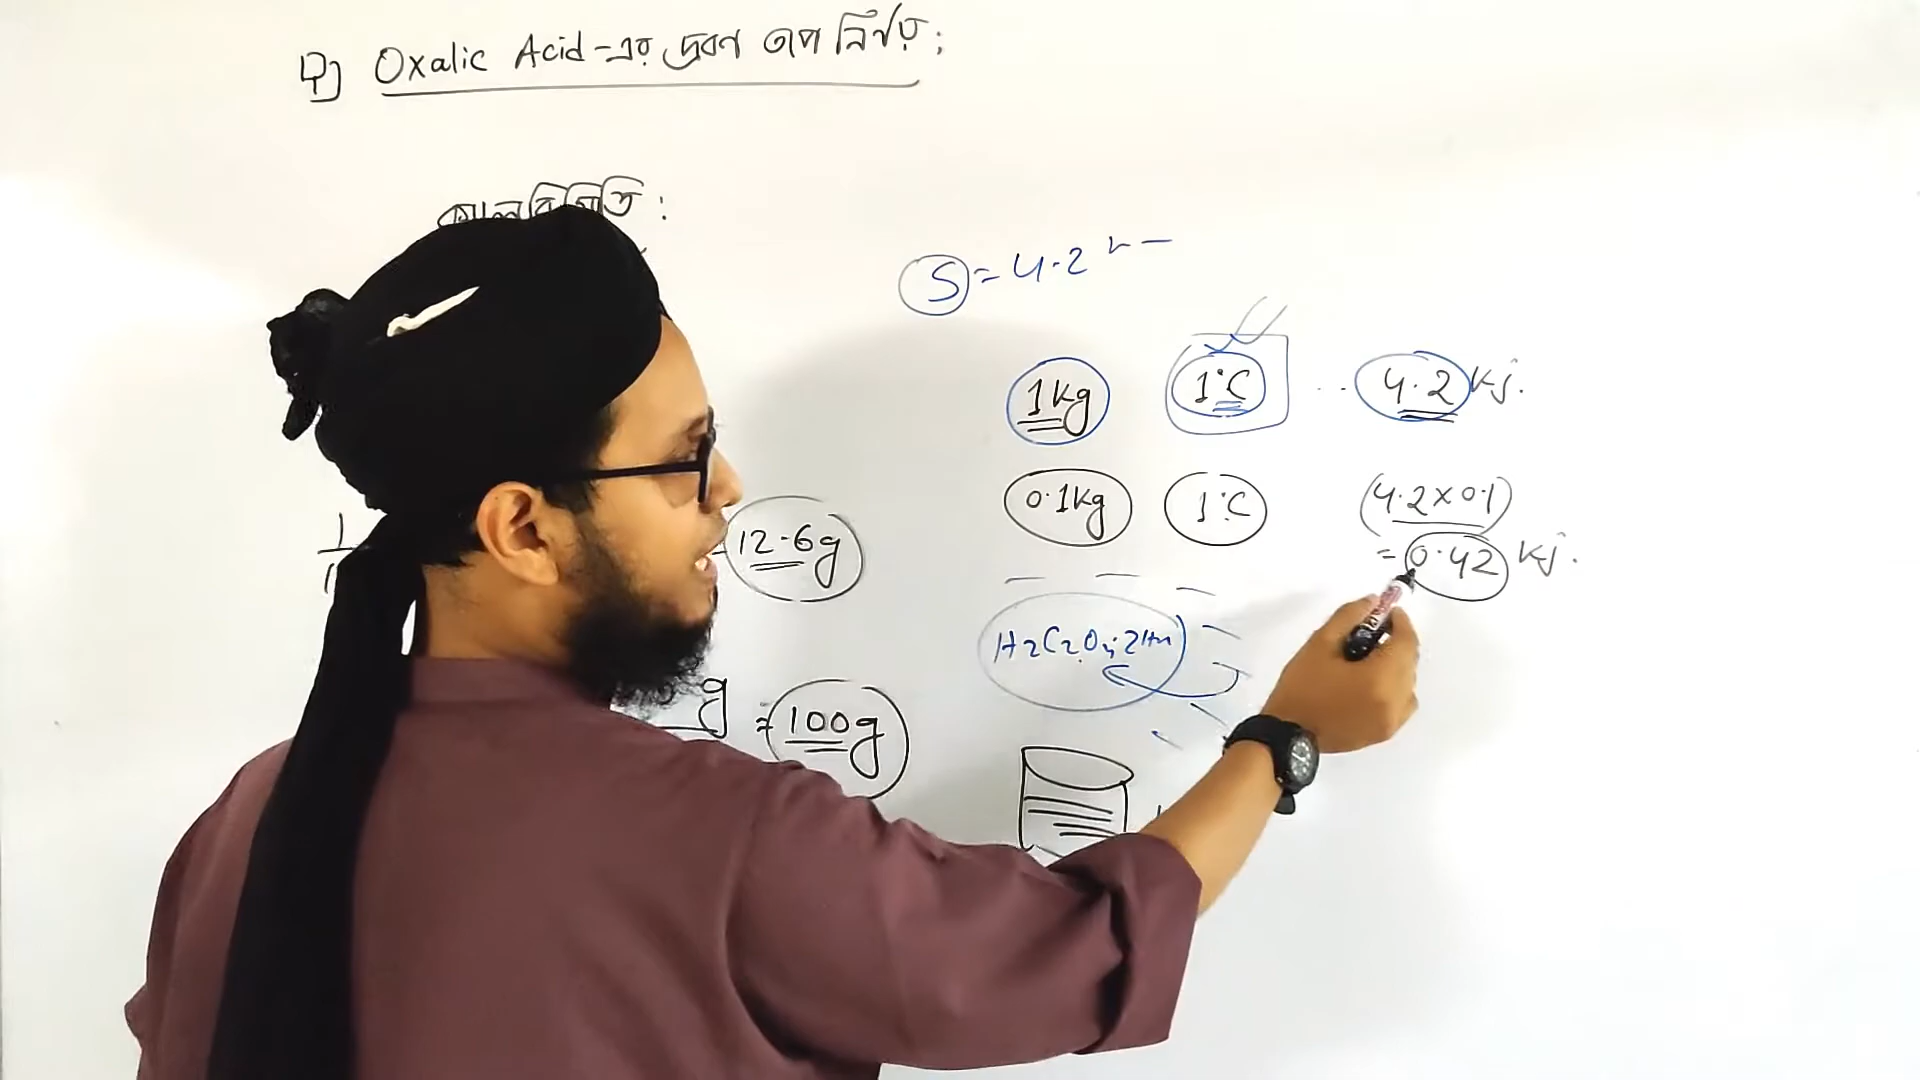 Oxalic Acid-এর দ্রবণ তাপ নির্ণয়:
S = 4.2
1kg 1°C .. 4.2 kj.
0.1kg 1°C (4.2×0.1)
= 0.42 kj.
12.6g
H2C2O4.2H2
g = 100g